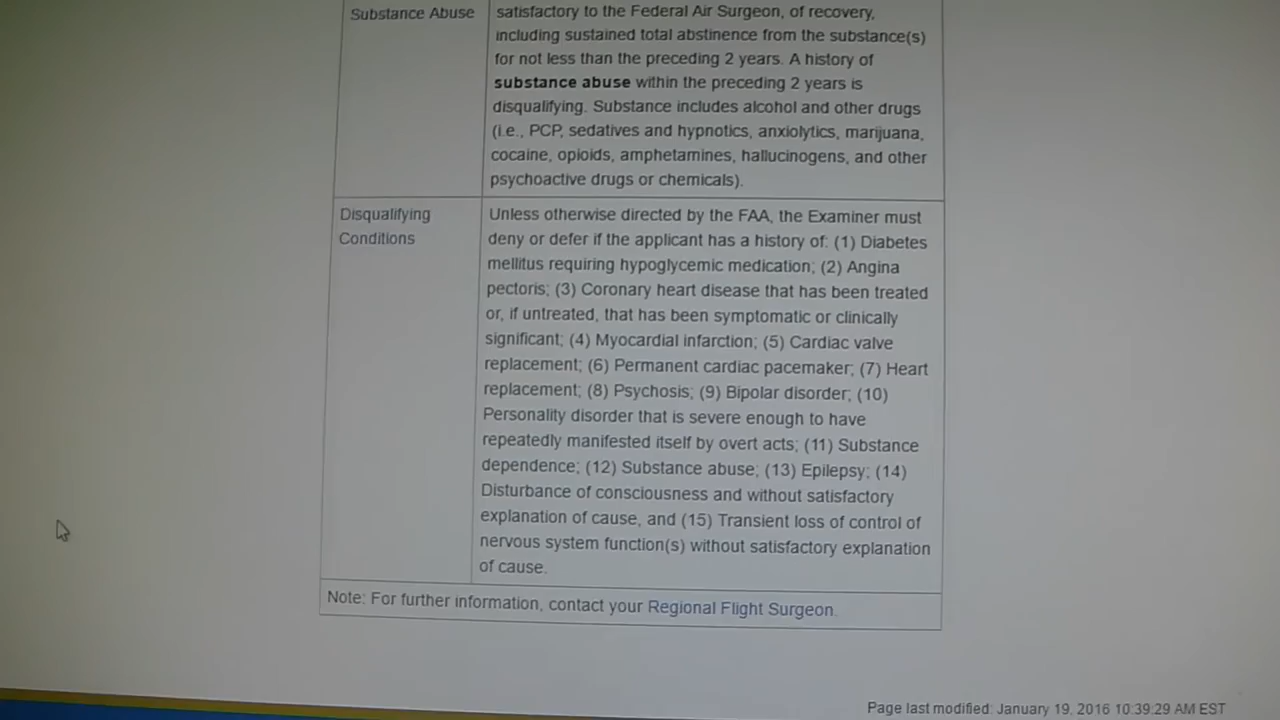 Substance Abuse
satisfactory to the Federal Air Surgeon, of recovery,
including sustained total abstinence from the substance(s)
for not less than the preceding 2 years. A history of
substance abuse within the preceding 2 years is
disqualifying. Substance includes alcohol and other drugs
(i.e., PCP, sedatives and hypnotics, anxiolytics, marijuana,
cocaine, opioids, amphetamines, hallucinogens, and other
psychoactive drugs or chemicals).
Disqualifying
Conditions
Unless otherwise directed by the FAA, the Examiner must
deny or defer if the applicant has a history of: (1) Diabetes
mellitus requiring hypoglycemic medication; (2) Angina
pectoris; (3) Coronary heart disease that has been treated
or, if untreated, that has been symptomatic or clinically
significant; (4) Myocardial infarction; (5) Cardiac valve
replacement; (6) Permanent cardiac pacemaker; (7) Heart
replacement; (8) Psychosis; (9) Bipolar disorder; (10)
Personality disorder that is severe enough to have
repeatedly manifested itself by overt acts; (11) Substance
dependence; (12) Substance abuse; (13) Epilepsy; (14)
Disturbance of consciousness and without satisfactory
explanation of cause, and (15) Transient loss of control of
nervous system function(s) without satisfactory explanation
of cause.
Note: For further information, contact your Regional Flight Surgeon.
Page last modified: January 19, 2016 10:39:29 AM EST